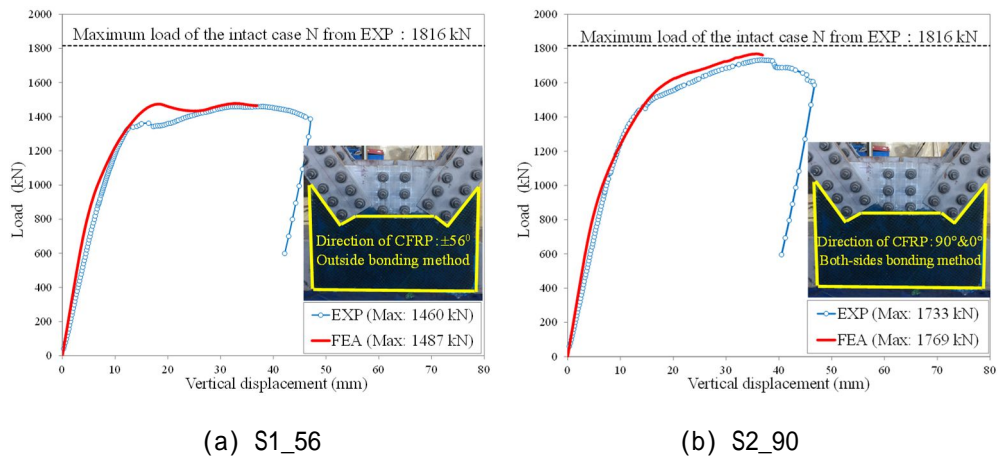 Maximum load of the intact case N from EXP : 1816 kN
2000
1800
1600
1400
1200
1000
800
600
400
200
0
Load (kN)
0 10 20 30 40 50 60 70 80
Vertical displacement (mm)
Direction of CFRP:±56⁰
Outside bonding method
EXP (Max: 1460 kN)
FEA (Max: 1487 kN)
(a) S1_56
Maximum load of the intact case N from EXP : 1816 kN
2000
1800
1600
1400
1200
1000
800
600
400
200
0
Load (kN)
0 10 20 30 40 50 60 70 80
Vertical displacement (mm)
Direction of CFRP:90°&0°
Both-sides bonding method
EXP (Max: 1733 kN)
FEA (Max: 1769 kN)
(b) S2_90